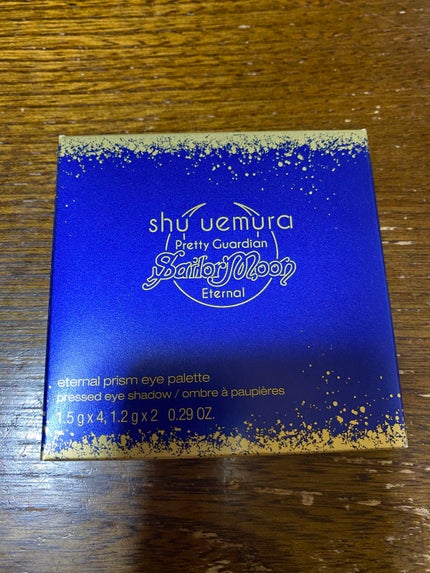 shu uemura
Pretty Guardian
Sailor Moon
Eternal
eternal prism eye palette
pressed eye shadow / ombre à paupières
1.5 g x 4, 1.2 g x 2 0.29 OZ.